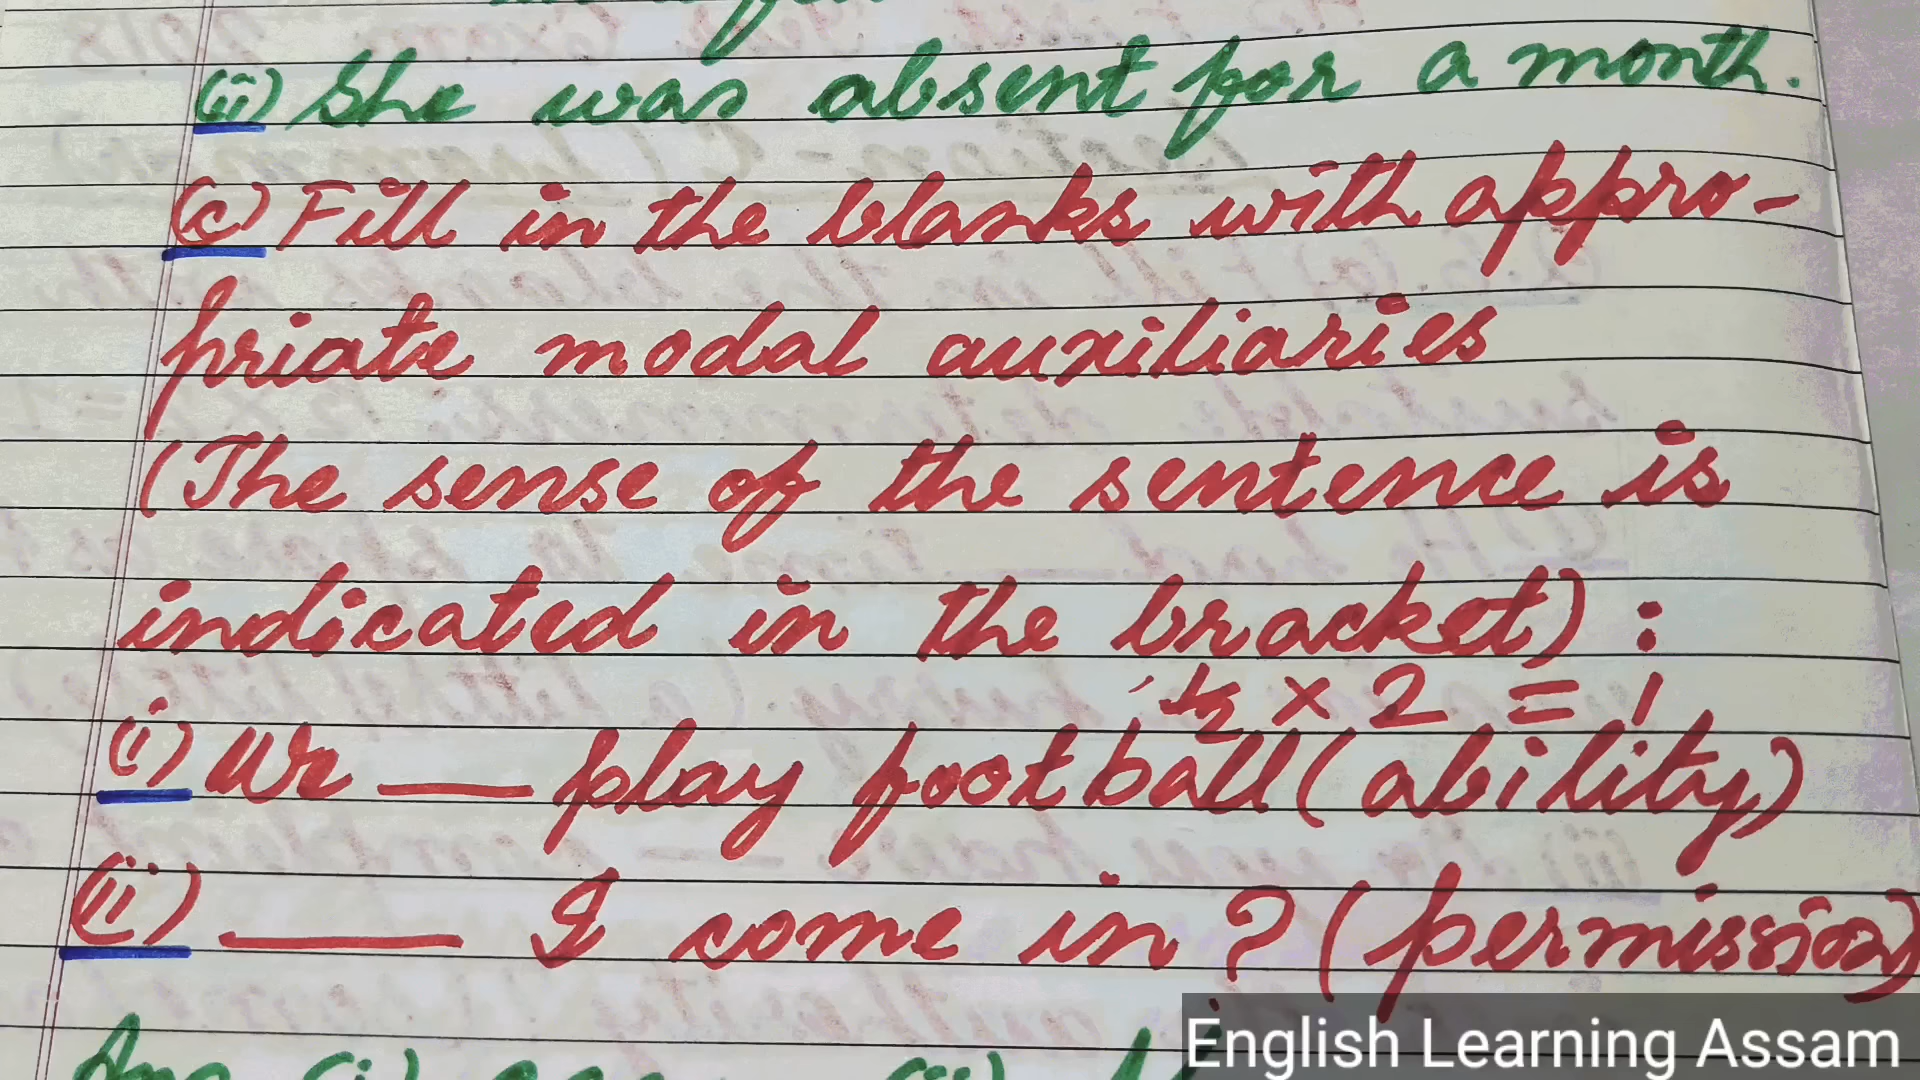 (ii) She was absent for a month.
(c) Fill in the blanks with appro-
priate modal auxiliaries
(The sense of the sentence is
indicated in the bracket) :
½ × 2 = 1
(i) We __ play football (ability)
(ii) ___ I come in ? (permission)
English Learning Assam